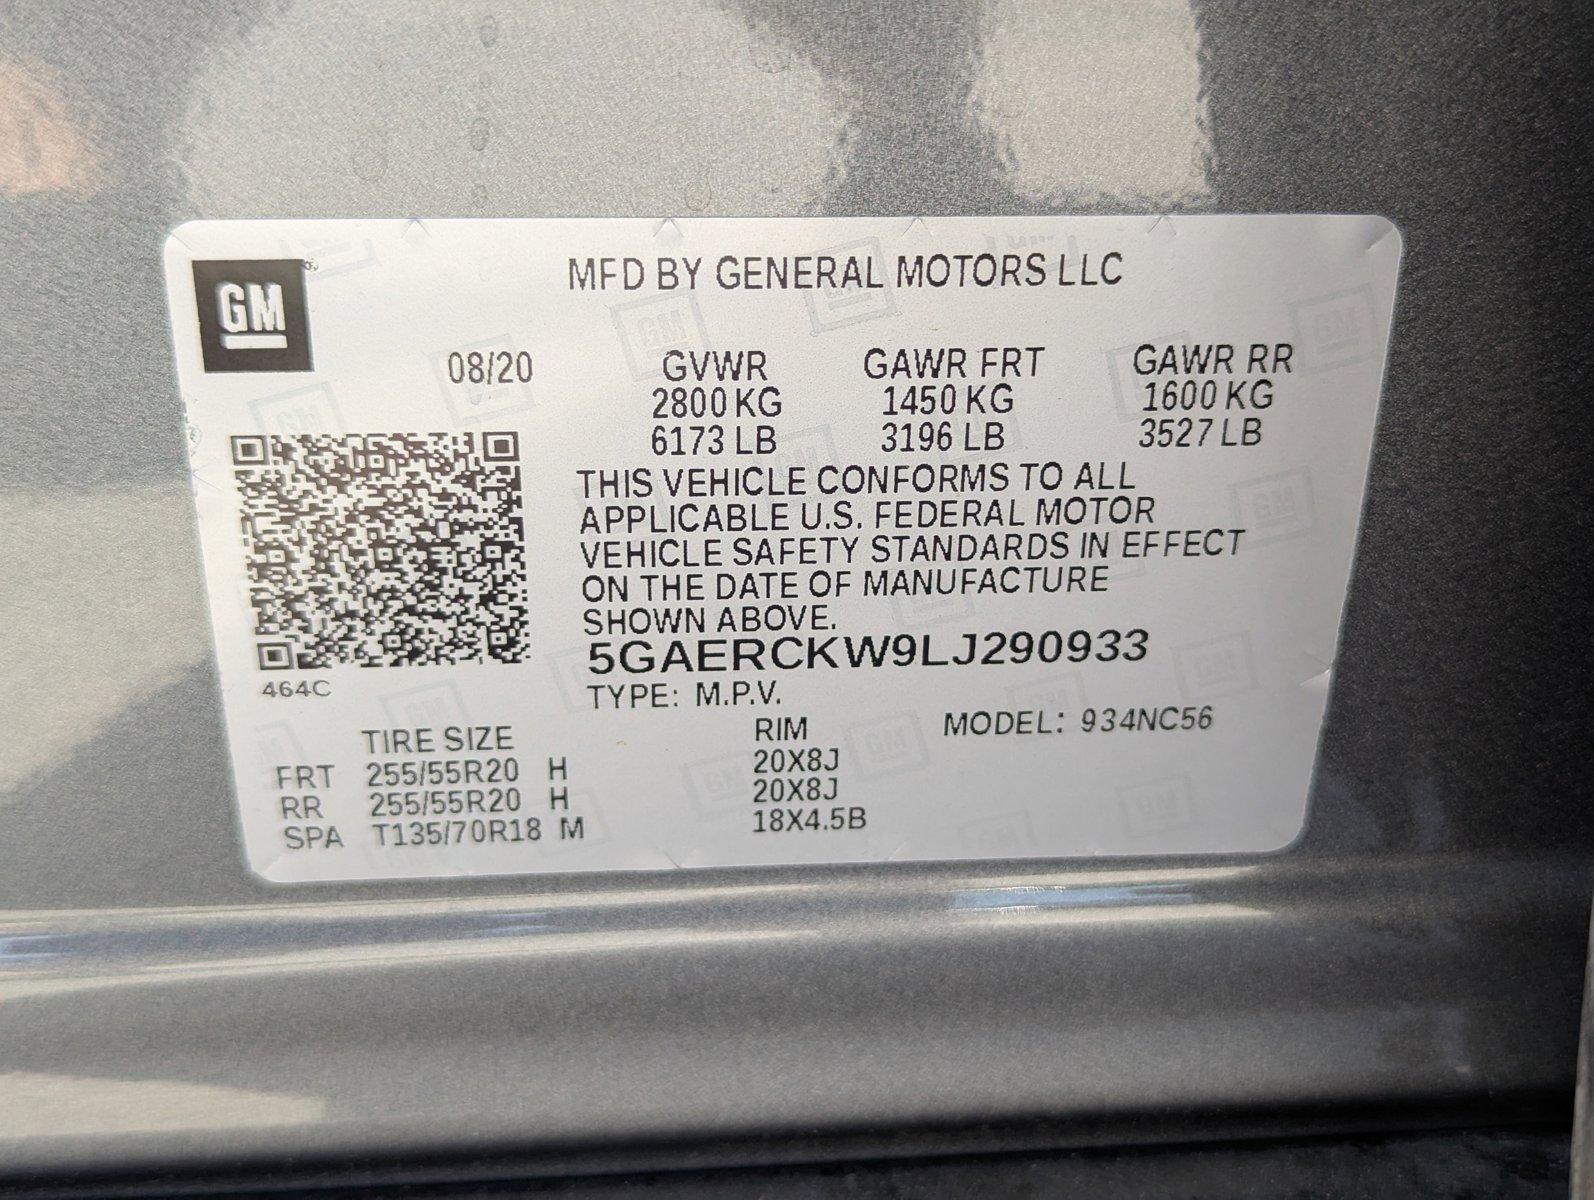 GM
MFD BY GENERAL MOTORS LLC
08/20 GVWR GAWR FRT GAWR RR
2800 KG 1450 KG 1600 KG
6173 LB 3196 LB 3527 LB
THIS VEHICLE CONFORMS TO ALL
APPLICABLE U.S. FEDERAL MOTOR
VEHICLE SAFETY STANDARDS IN EFFECT
ON THE DATE OF MANUFACTURE
SHOWN ABOVE.
5GAERCKW9LJ290933
464C
TYPE: M.P.V.
TIRE SIZE RIM MODEL: 934NC56
FRT 255/55R20 H 20X8J
RR 255/55R20 H 20X8J
SPA T135/70R18 M 18X4.5B